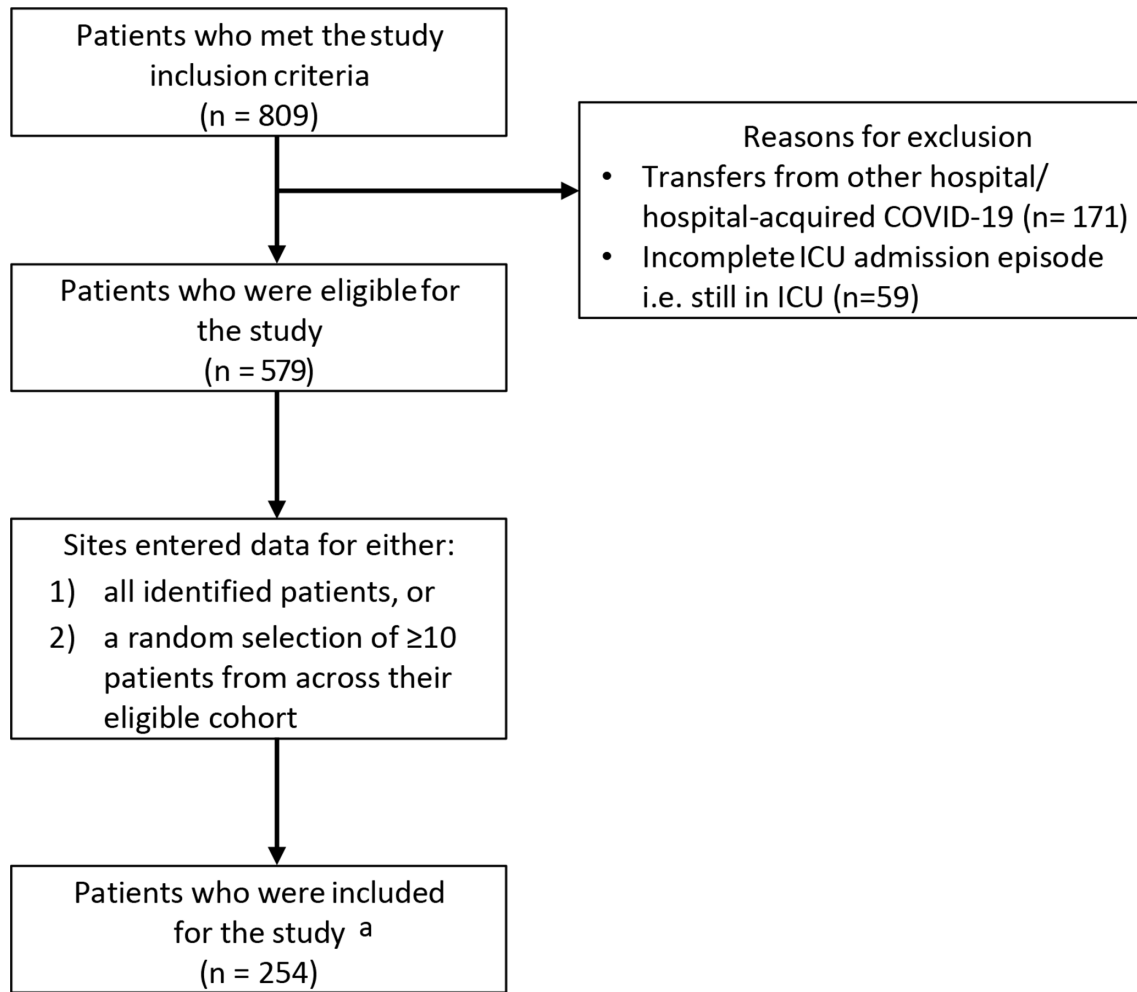 Patients who met the study
inclusion criteria
(n = 809)
Reasons for exclusion
• Transfers from other hospital/
hospital-acquired COVID-19 (n= 171)
• Incomplete ICU admission episode
i.e. still in ICU (n=59)
Patients who were eligible for
the study
(n = 579)
Sites entered data for either:
1) all identified patients, or
2) a random selection of ≥10
patients from across their
eligible cohort
Patients who were included
for the study a
(n = 254)